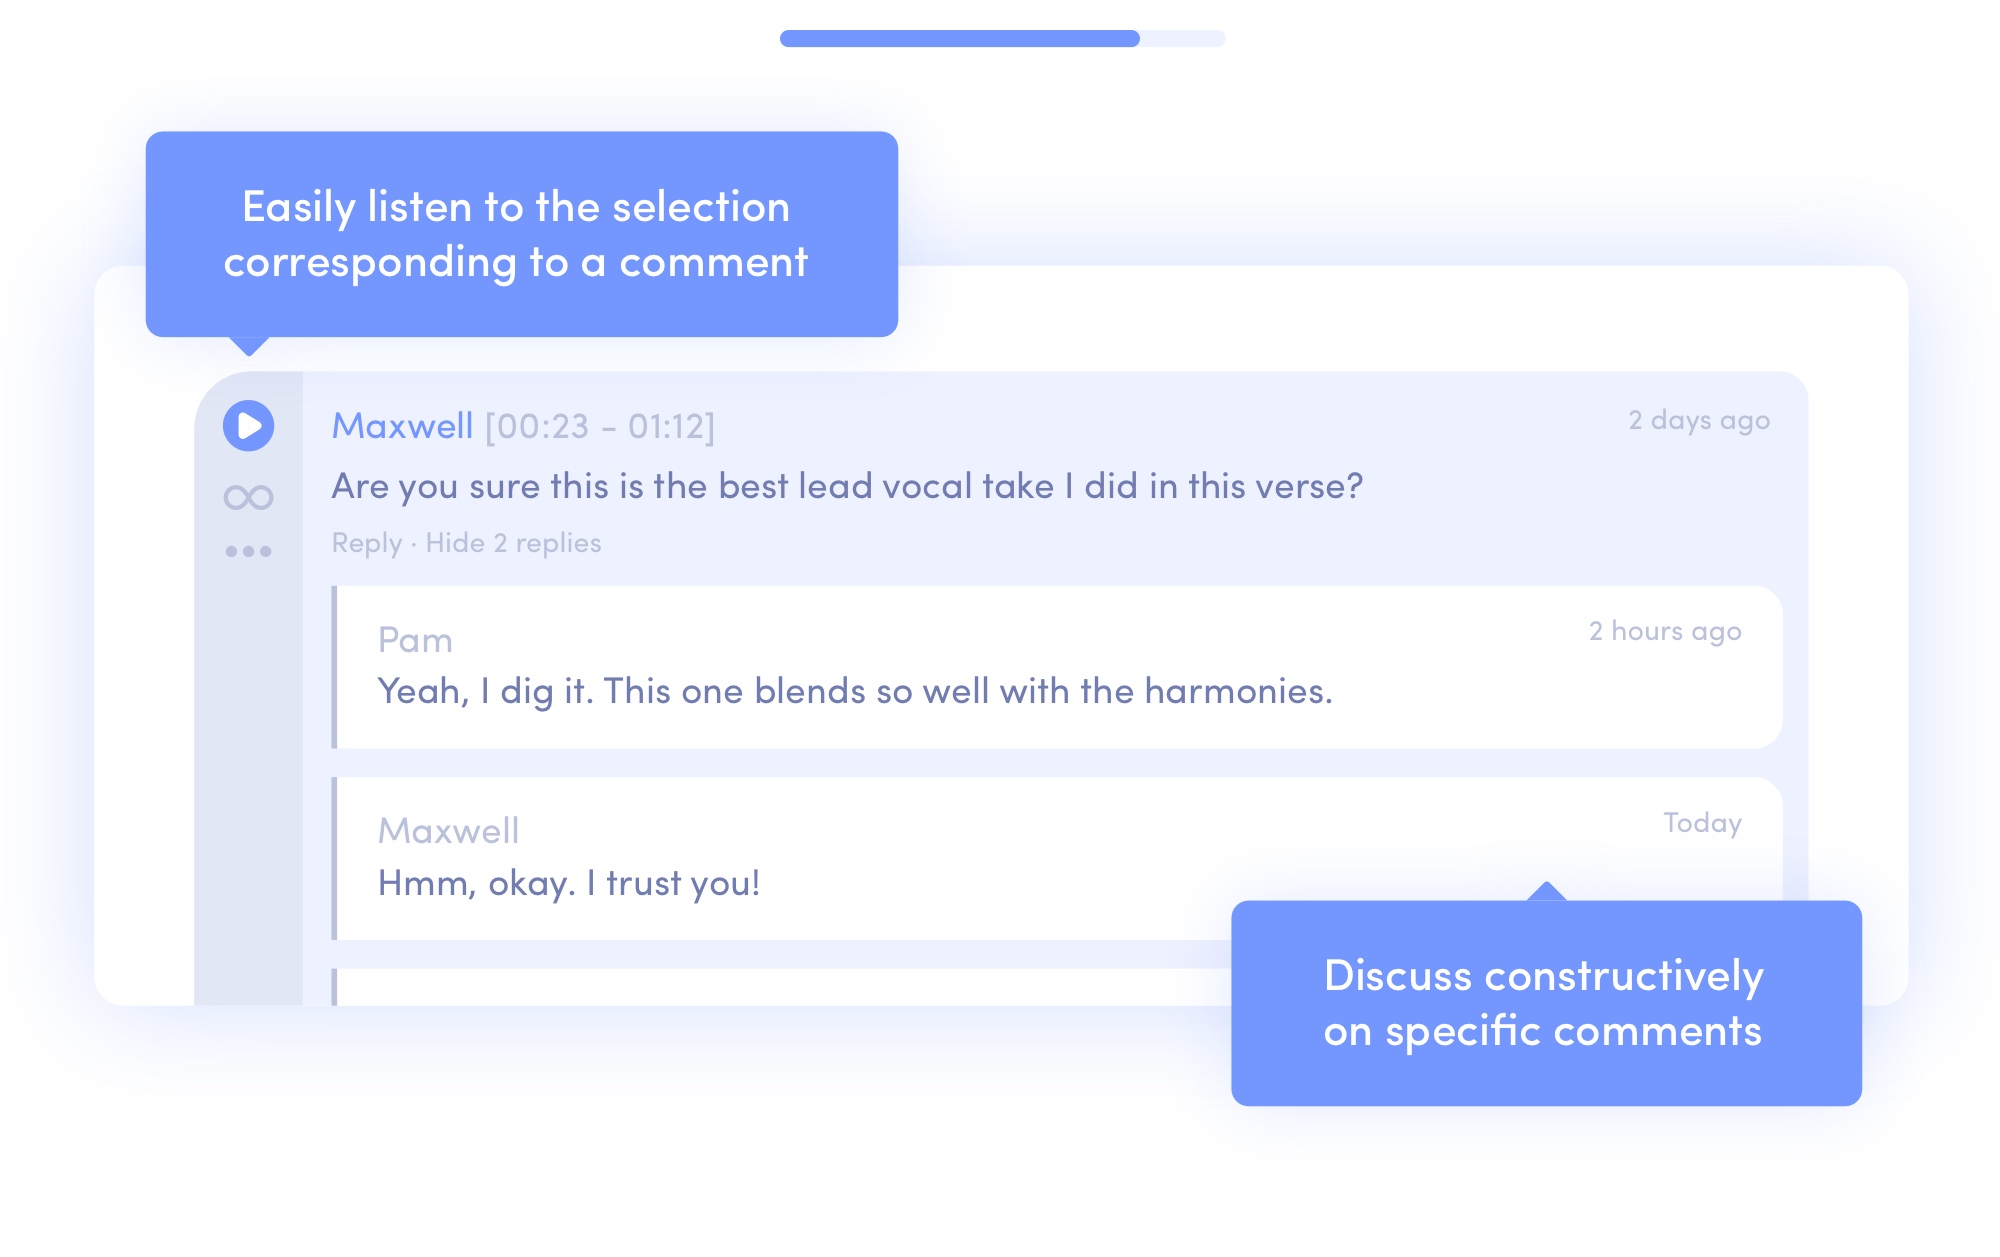 Easily listen to the selection
corresponding to a comment
Maxwell [00:23 - 01:12]
2 days ago
Are you sure this is the best lead vocal take I did in this verse?
Reply · Hide 2 replies
Pam
2 hours ago
Yeah, I dig it. This one blends so well with the harmonies.
Maxwell
Today
Hmm, okay. I trust you!
Discuss constructively
on specific comments